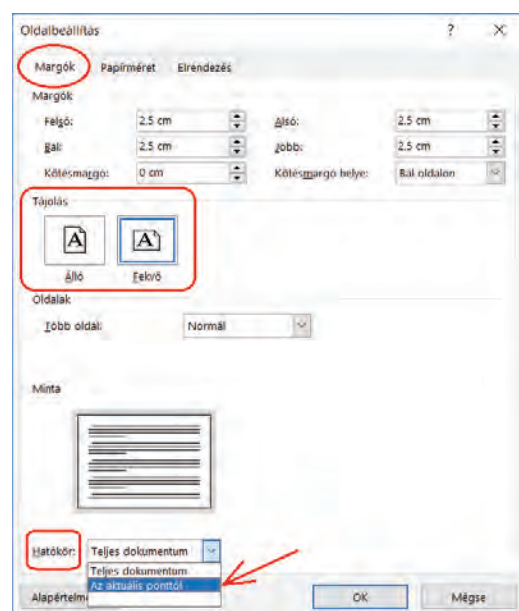 Oldalbeállítás ? ×
Margók Papírméret Elrendezés
Margók
Felső: 2.5 cm Alsó: 2.5 cm
Bal: 2.5 cm Jobb: 2.5 cm
Kötésmargó: 0 cm Kötésmargó helye: Bal oldalon
Tájolás
A A
Álló Fekvő
Oldalak
Több oldal: Normál
Minta
Hatókör: Teljes dokumentum
Teljes dokumentum
Az aktuális ponttól
Alapértelm OK Mégse